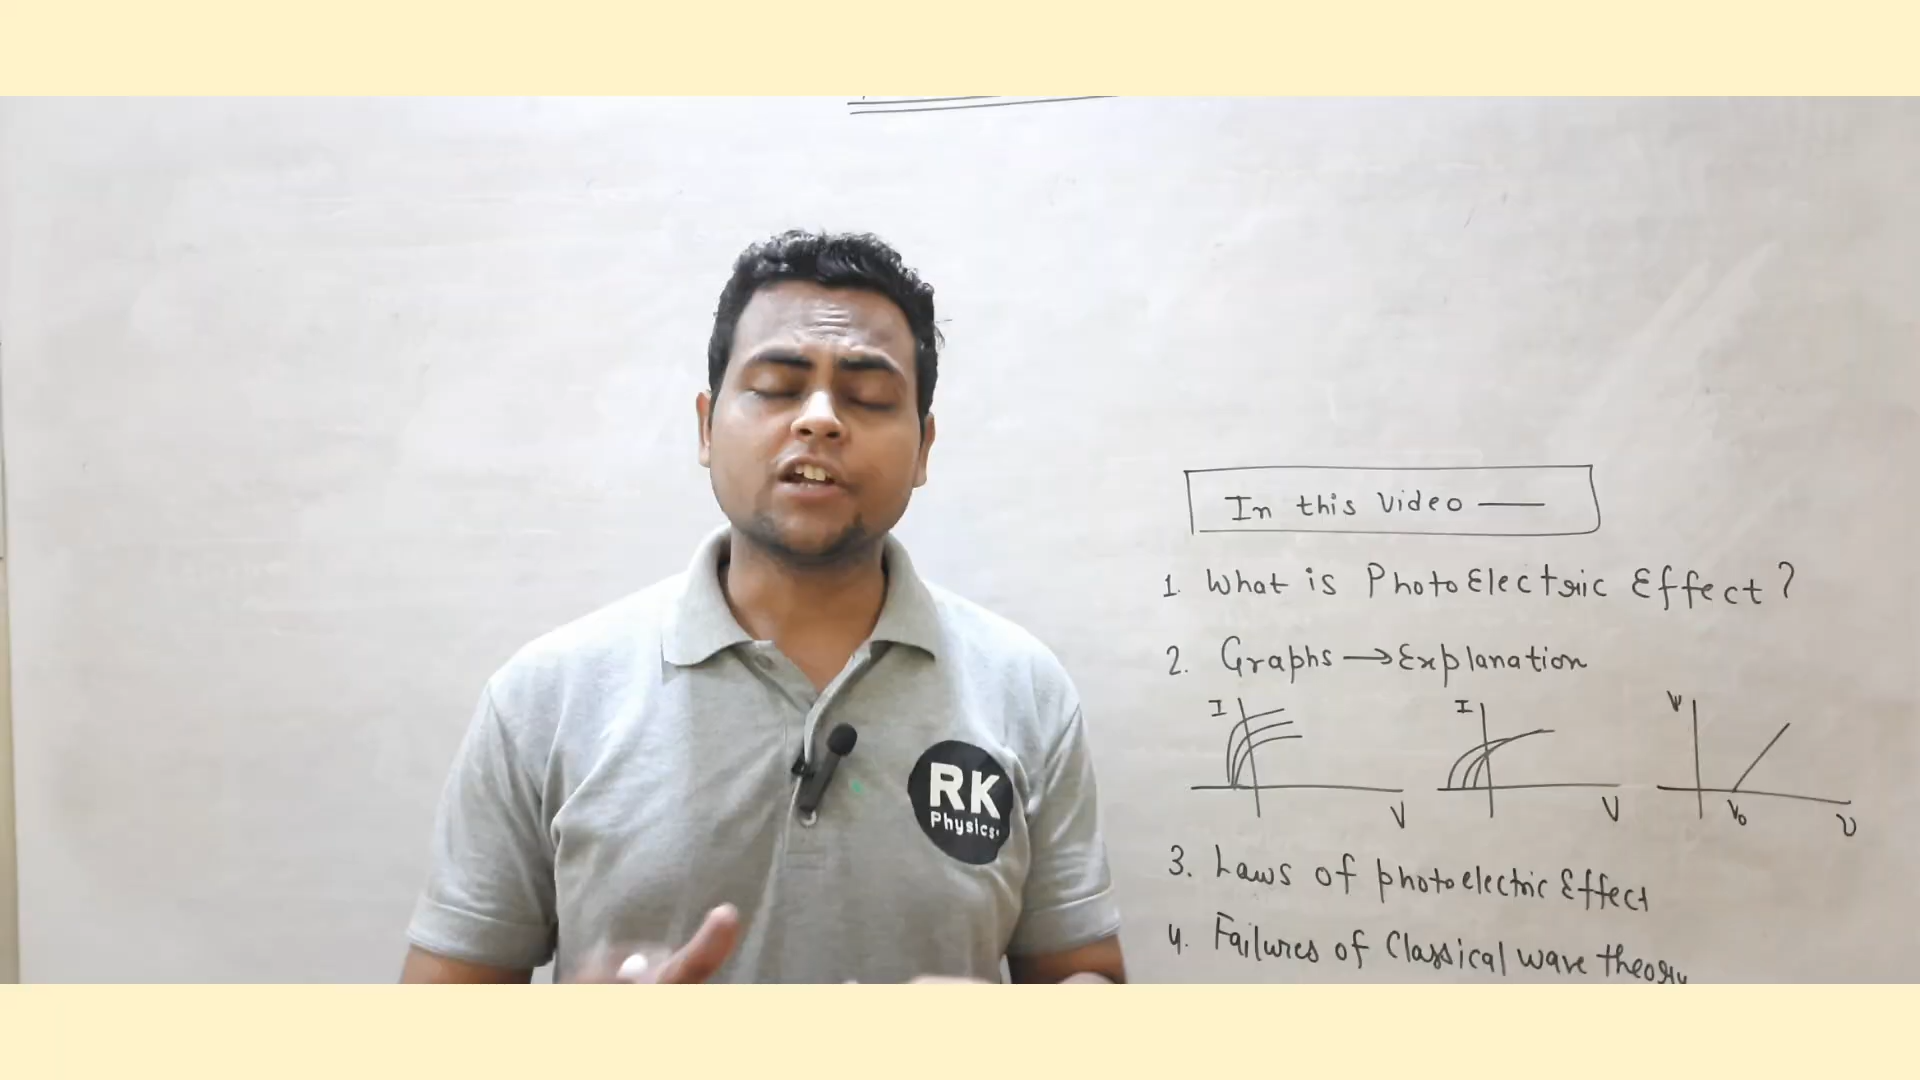 In this Video —
1. What is PhotoElectric Effect?
2. Graphs → Explanation
I
I
V
V
ν₀
ν
3. Laws of photoelectric Effect
4. Failures of Classical wave theory
RK
Physics